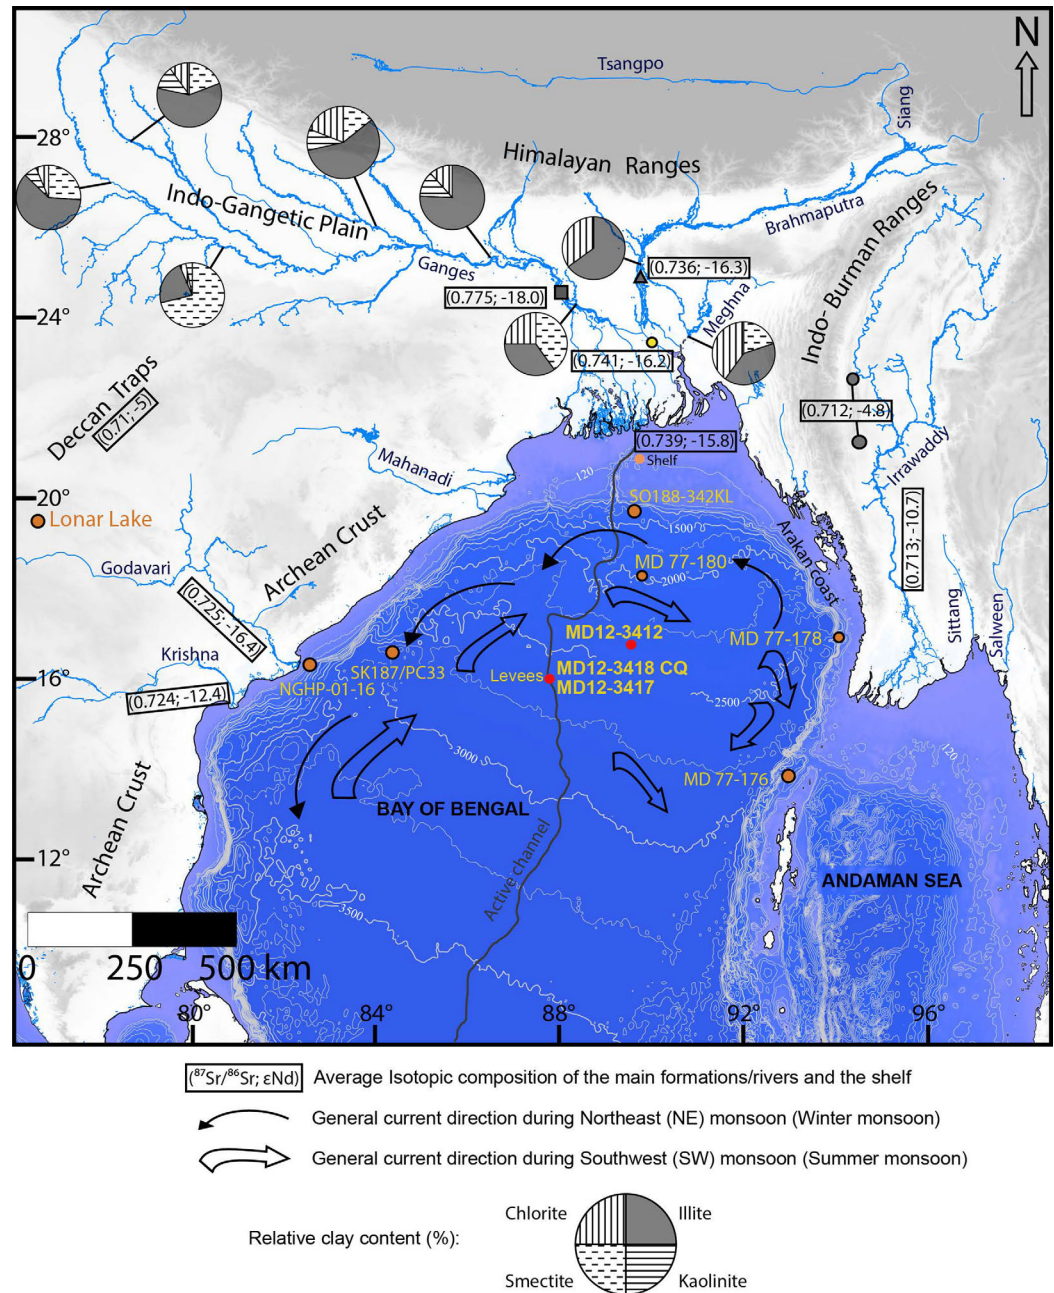 N
Tsangpo
Siang
28°
Himalayan Ranges
Indo-Gangetic Plain
Brahmaputra
Indo-Burman Ranges
Ganges
(0.736; -16.3)
(0.775; -18.0)
Meghna
24°
(0.741; -16.2)
Deccan Traps
(0.71; -5)
(0.712; -4.8)
Irrawaddy
Mahanadi
(0.739; -15.8)
Shelf
120
20°
SO188-342KL
Lonar Lake
1500
Archean Crust
Arakan coast
(0.713; -10.7)
Godavari
MD 77-180
2000
(0.725; -16.4)
Sittang
Salween
MD12-3412
MD 77-178
Krishna
SK187/PC33
16°
NGHP-01-16
Levees
MD12-3418 CQ
MD12-3417
(0.724; -12.4)
2500
3000
120
MD 77-176
BAY OF BENGAL
Archean Crust
12°
Active channel
ANDAMAN SEA
3500
0 250 500 km
80° 84° 88° 92° 96°
(⁸⁷Sr/⁸⁶Sr; εNd) Average Isotopic composition of the main formations/rivers and the shelf
General current direction during Northeast (NE) monsoon (Winter monsoon)
General current direction during Southwest (SW) monsoon (Summer monsoon)
Relative clay content (%):
Chlorite Illite
Smectite Kaolinite